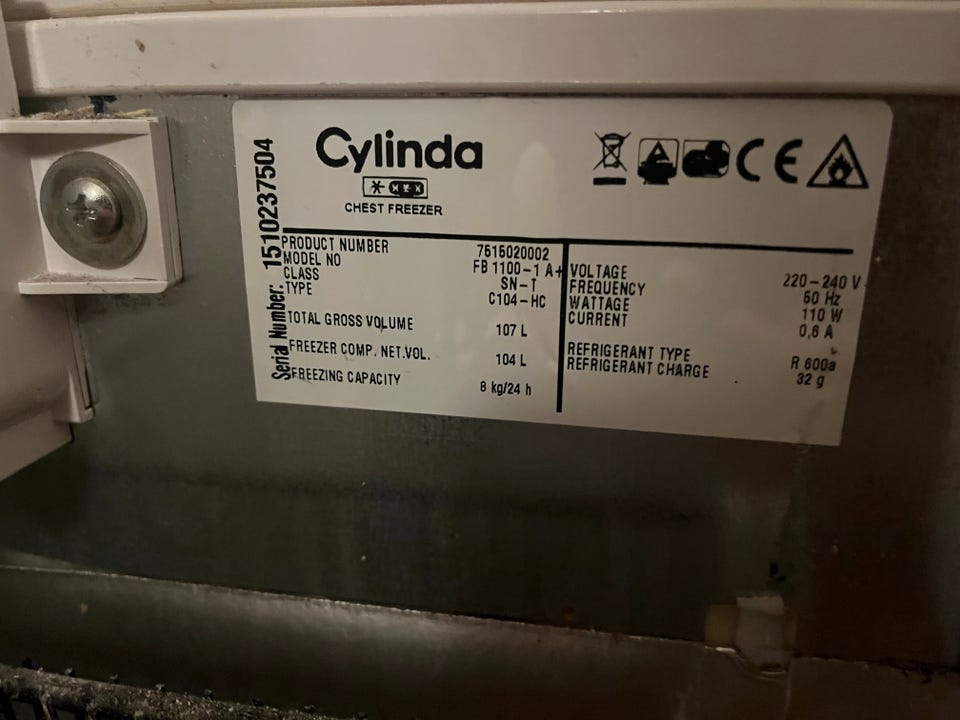 Cylinda
CHEST FREEZER
CE
Serial Number: 1510237504
PRODUCT NUMBER 7615020002
MODEL NO FB 1100-1 A+
CLASS SN-T
TYPE C104-HC
TOTAL GROSS VOLUME 107 L
FREEZER COMP. NET.VOL. 104 L
FREEZING CAPACITY 8 kg/24 h
VOLTAGE 220-240 V
FREQUENCY 50 Hz
WATTAGE 110 W
CURRENT 0,6 A
REFRIGERANT TYPE R 600a
REFRIGERANT CHARGE 32 g